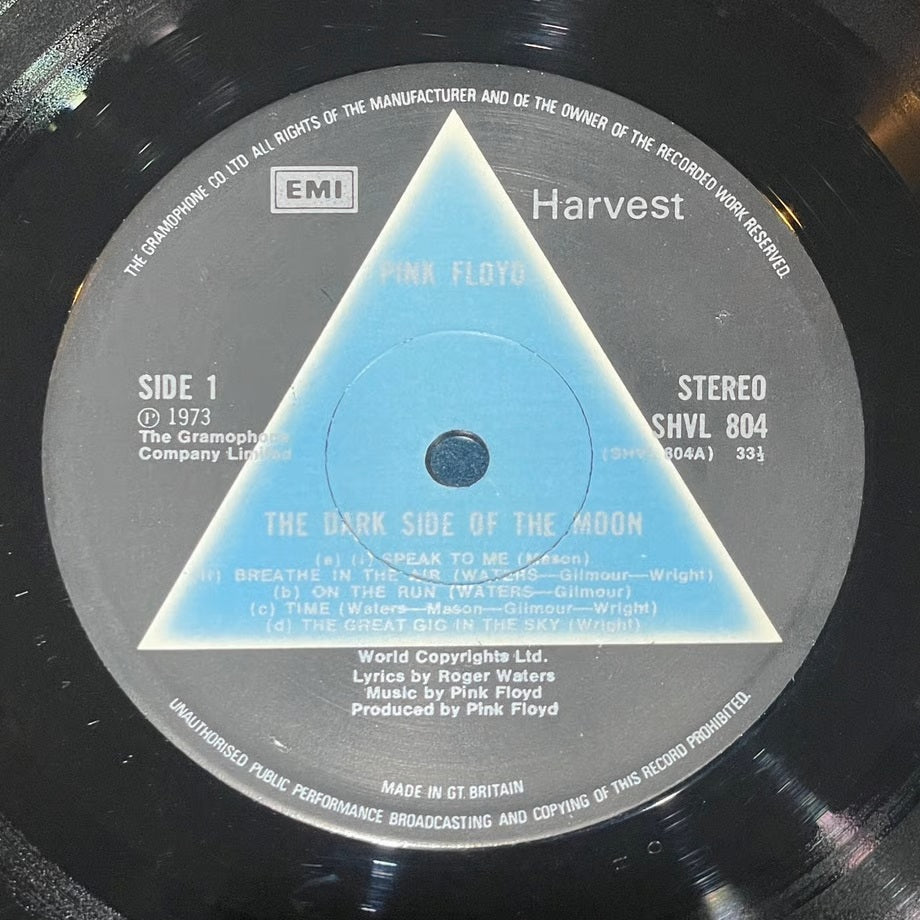 THE GRAMOPHONE CO. LTD ALL RIGHTS OF THE MANUFACTURER AND OE THE OWNER OF THE RECORDED WORK RESERVED.
EMI
Harvest
PINK FLOYD
SIDE 1
STEREO
℗ 1973
SHVL 804
The Gramophone
Company Limited
(SHVL 804A) 33⅓
THE DARK SIDE OF THE MOON
(a) (i) SPEAK TO ME (Mason)
(ii) BREATHE IN THE AIR (WATERS—Gilmour—Wright)
(b) ON THE RUN (WATERS—Gilmour)
(c) TIME (Waters—Mason—Gilmour—Wright)
(d) THE GREAT GIG IN THE SKY (Wright)
World Copyrights Ltd.
Lyrics by Roger Waters
Music by Pink Floyd
Produced by Pink Floyd
MADE IN GT. BRITAIN
UNAUTHORISED PUBLIC PERFORMANCE BROADCASTING AND COPYING OF THIS RECORD PROHIBITED.